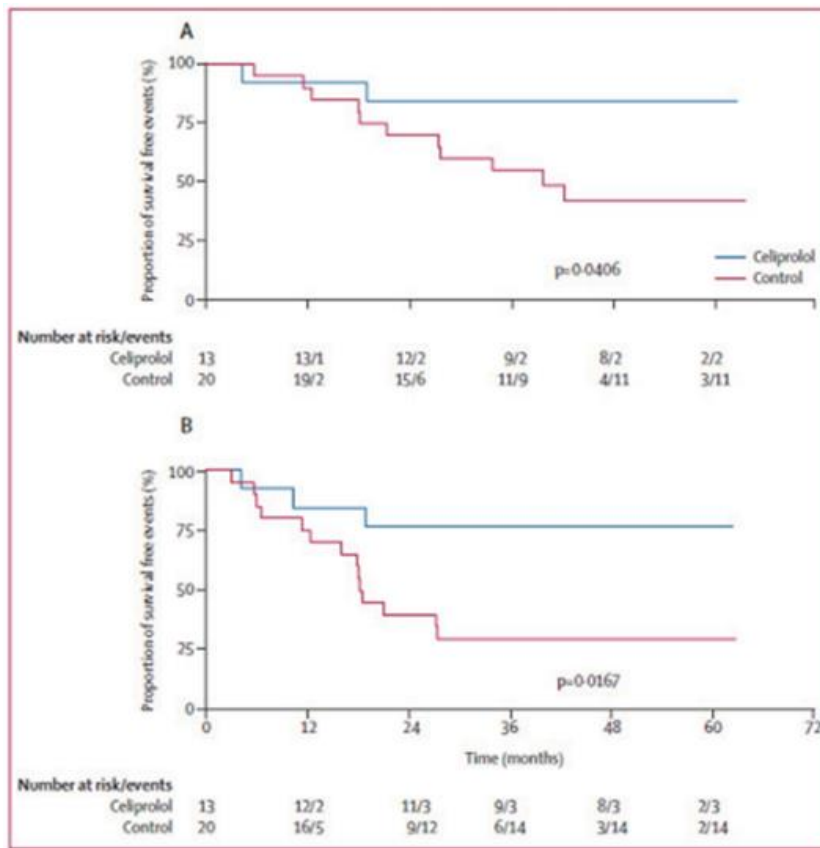 A
Proportion of survival free events (%)
100
75
50
25
0
Celiprolol
Control
p=0·0406
Number at risk/events
Celiprolol 13 13/1 12/2 9/2 8/2 2/2
Control 20 19/2 15/6 11/9 4/11 3/11
B
Proportion of survival free events (%)
100
75
50
25
0
p=0·0167
0 12 24 36 48 60 72
Time (months)
Number at risk/events
Celiprolol 13 12/2 11/3 9/3 8/3 2/3
Control 20 16/5 9/12 6/14 3/14 2/14